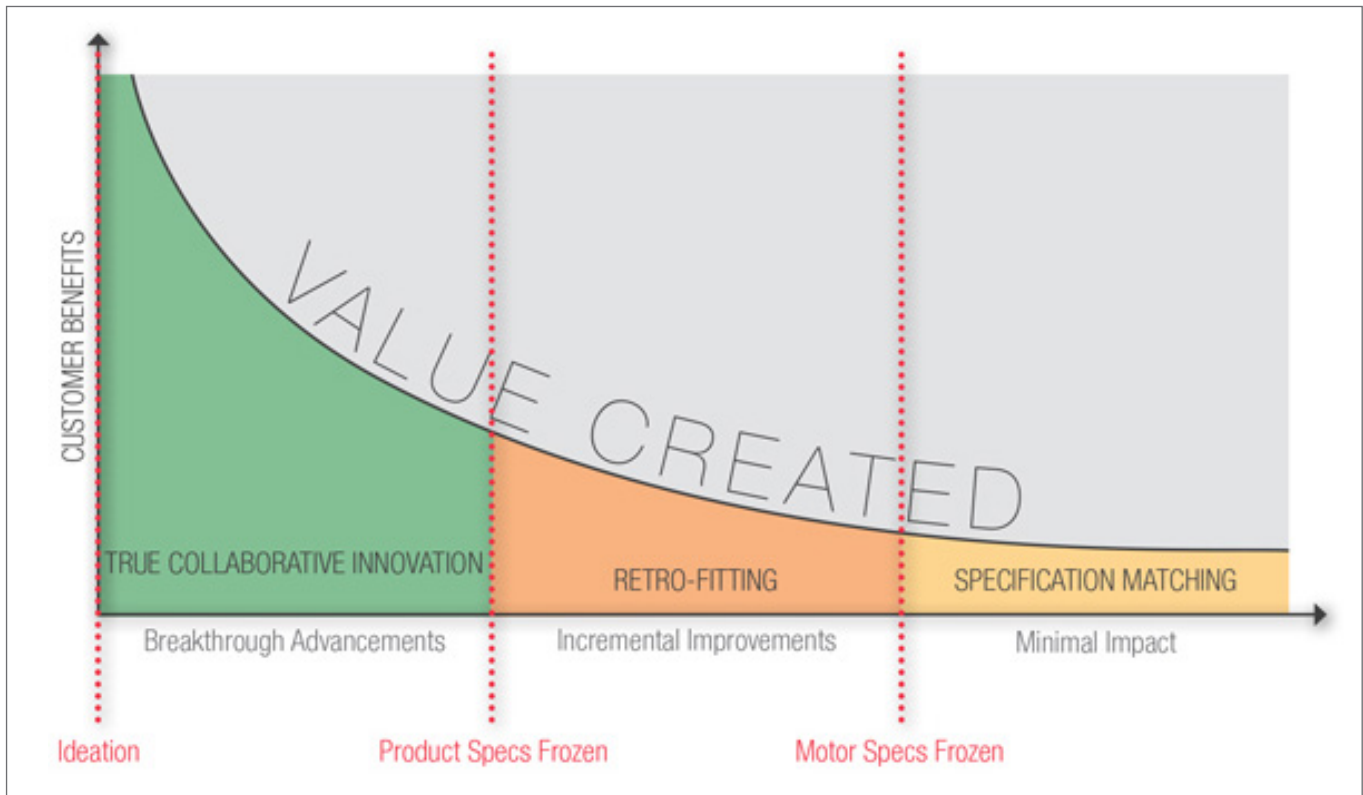 CUSTOMER BENEFITS
VALUE CREATED
TRUE COLLABORATIVE INNOVATION
RETRO-FITTING
SPECIFICATION MATCHING
Breakthrough Advancements
Incremental Improvements
Minimal Impact
Ideation
Product Specs Frozen
Motor Specs Frozen